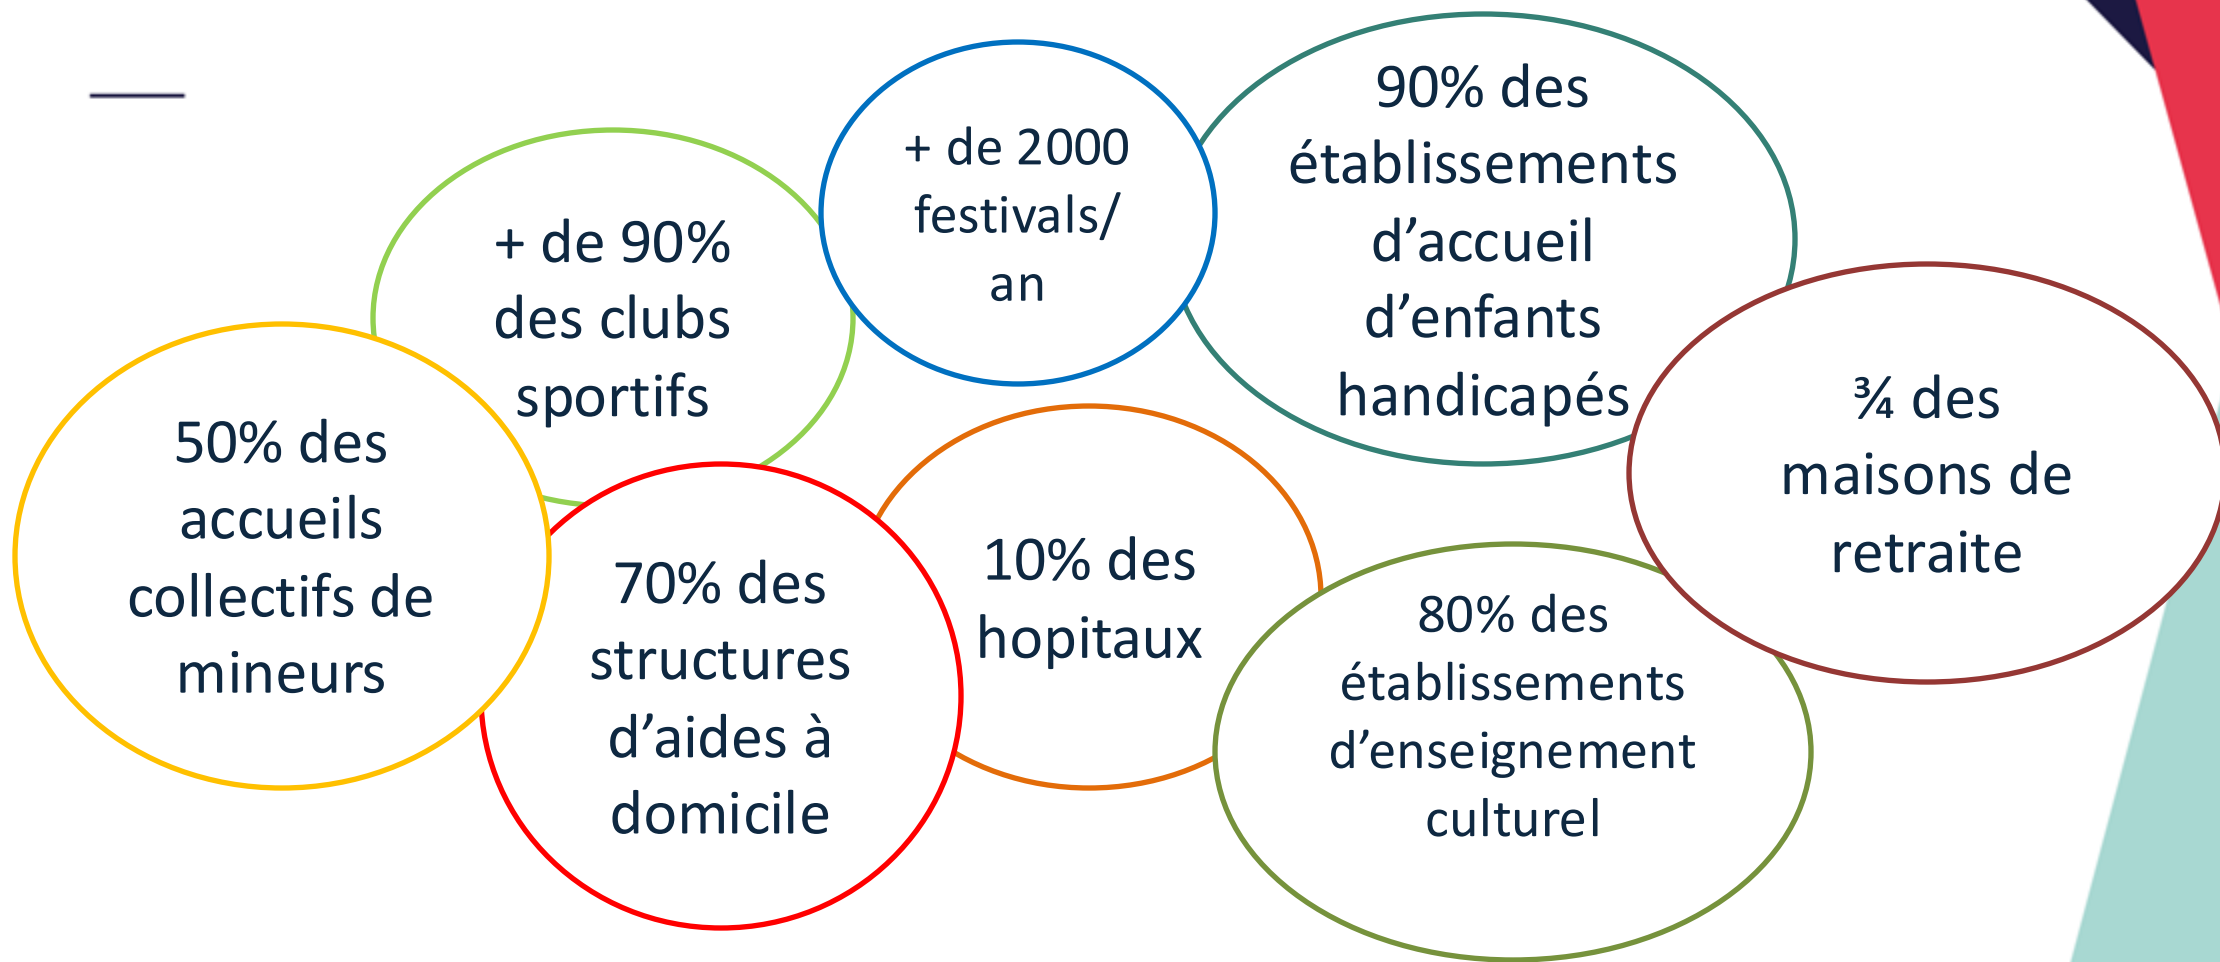 50% des
accueils
collectifs de
mineurs
+ de 90%
des clubs
sportifs
+ de 2000
festivals/
an
90% des
établissements
d’accueil
d’enfants
handicapés
¾ des
maisons de
retraite
70% des
structures
d’aides à
domicile
10% des
hopitaux
80% des
établissements
d’enseignement
culturel